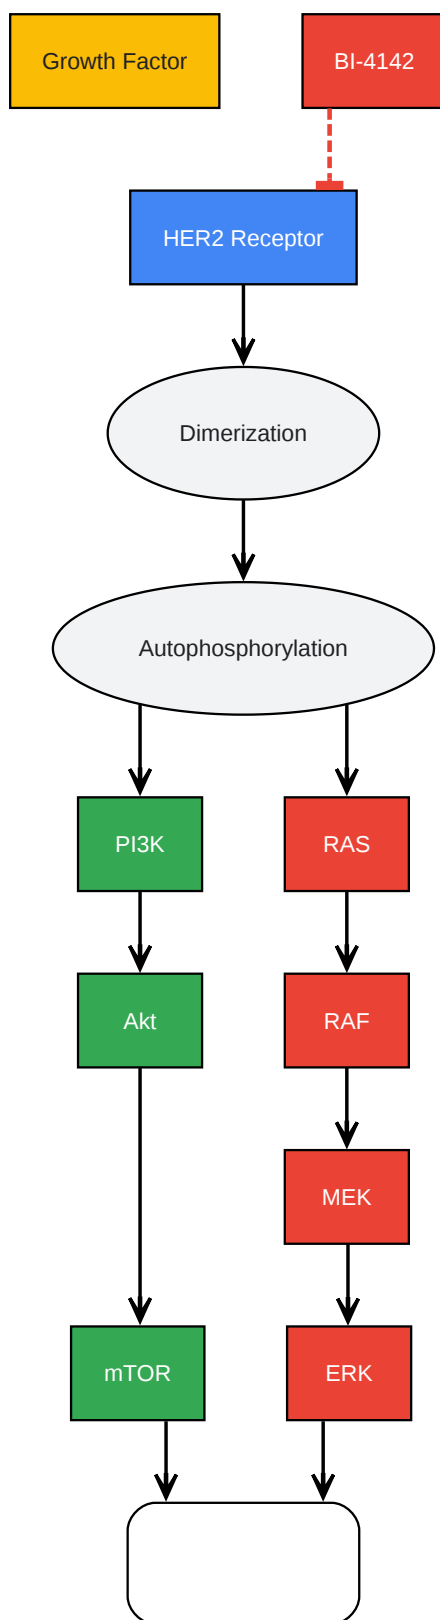 Growth Factor
BI-4142
HER2 Receptor
Dimerization
Autophosphorylation
PI3K
RAS
Akt
RAF
MEK
mTOR
ERK